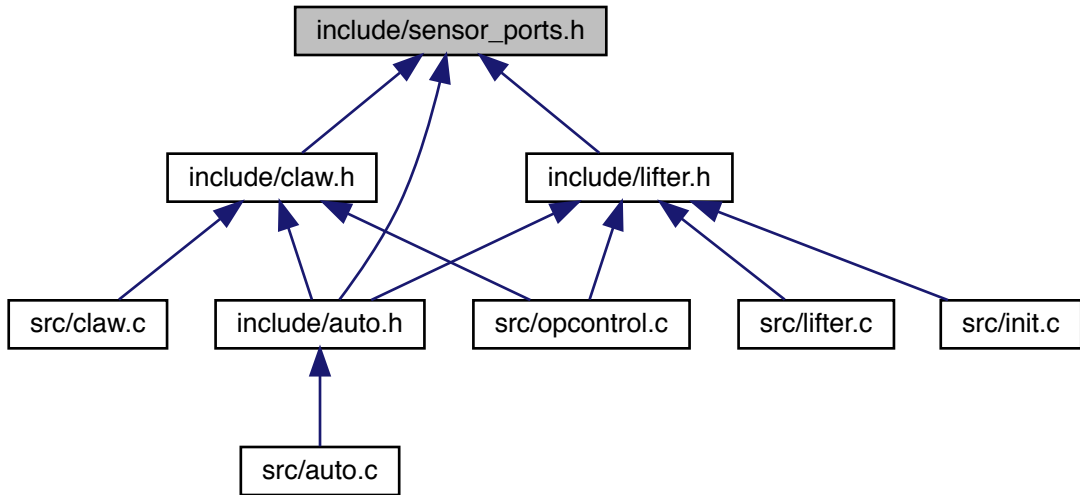 include/sensor_ports.h
include/claw.h
include/lifter.h
src/claw.c
include/auto.h
src/opcontrol.c
src/lifter.c
src/init.c
src/auto.c